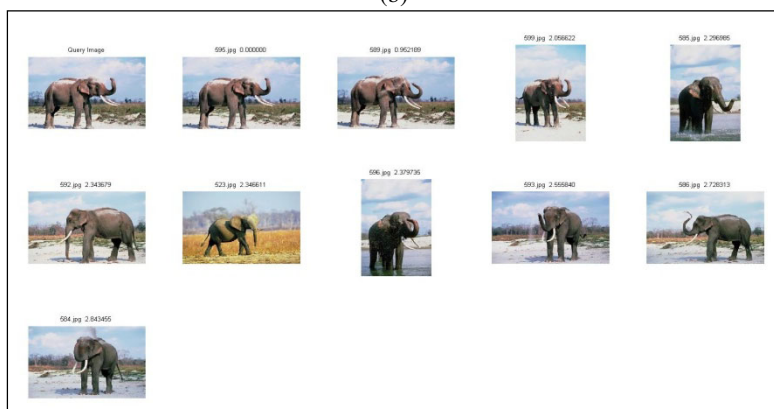 (b)
Query Image
595.jpg 0.000000
589.jpg 0.952189
599.jpg 2.056622
585.jpg 2.296985
592.jpg 2.343679
523.jpg 2.346611
596.jpg 2.379735
593.jpg 2.555840
586.jpg 2.728313
584.jpg 2.843455